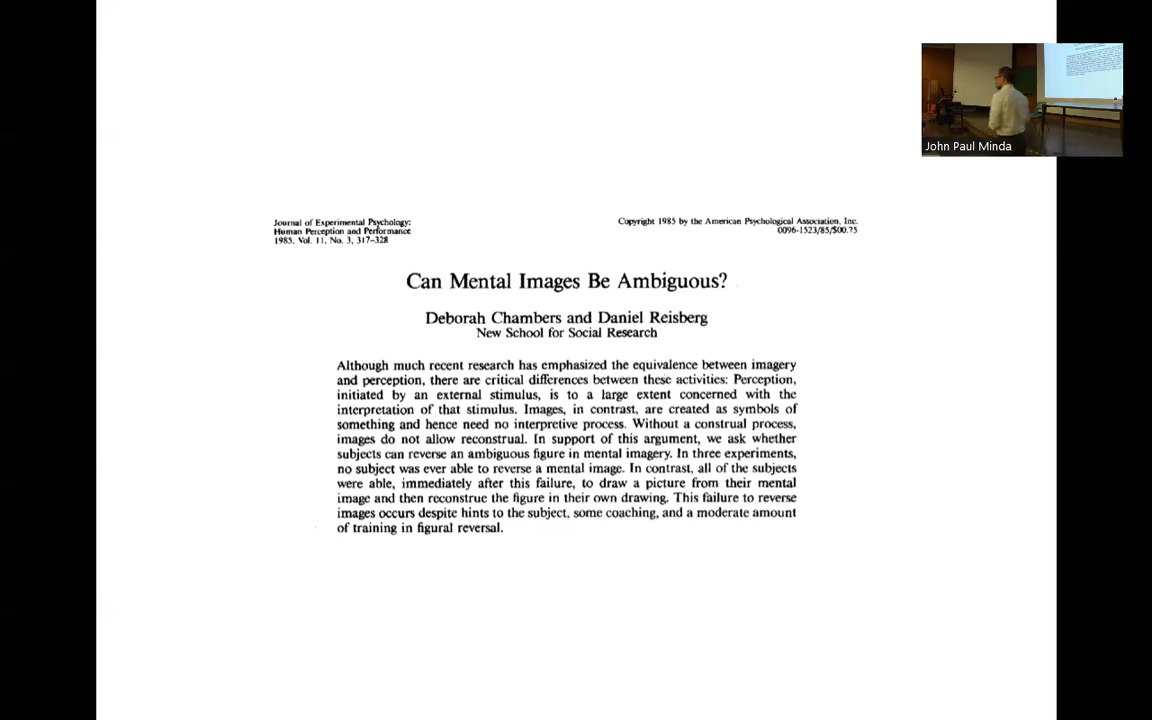 Journal of Experimental Psychology:
Human Perception and Performance
1985, Vol. 11, No. 3, 317–328
Copyright 1985 by the American Psychological Association, Inc.
0096-1523/85/$00.75
Can Mental Images Be Ambiguous?
Deborah Chambers and Daniel Reisberg
New School for Social Research
Although much recent research has emphasized the equivalence between imagery
and perception, there are critical differences between these activities: Perception,
initiated by an external stimulus, is to a large extent concerned with the
interpretation of that stimulus. Images, in contrast, are created as symbols of
something and hence need no interpretive process. Without a construal process,
images do not allow reconstrual. In support of this argument, we ask whether
subjects can reverse an ambiguous figure in mental imagery. In three experiments,
no subject was ever able to reverse a mental image. In contrast, all of the subjects
were able, immediately after this failure, to draw a picture from their mental
image and then reconstrue the figure in their own drawing. This failure to reverse
images occurs despite hints to the subject, some coaching, and a moderate amount
of training in figural reversal.
John Paul Minda